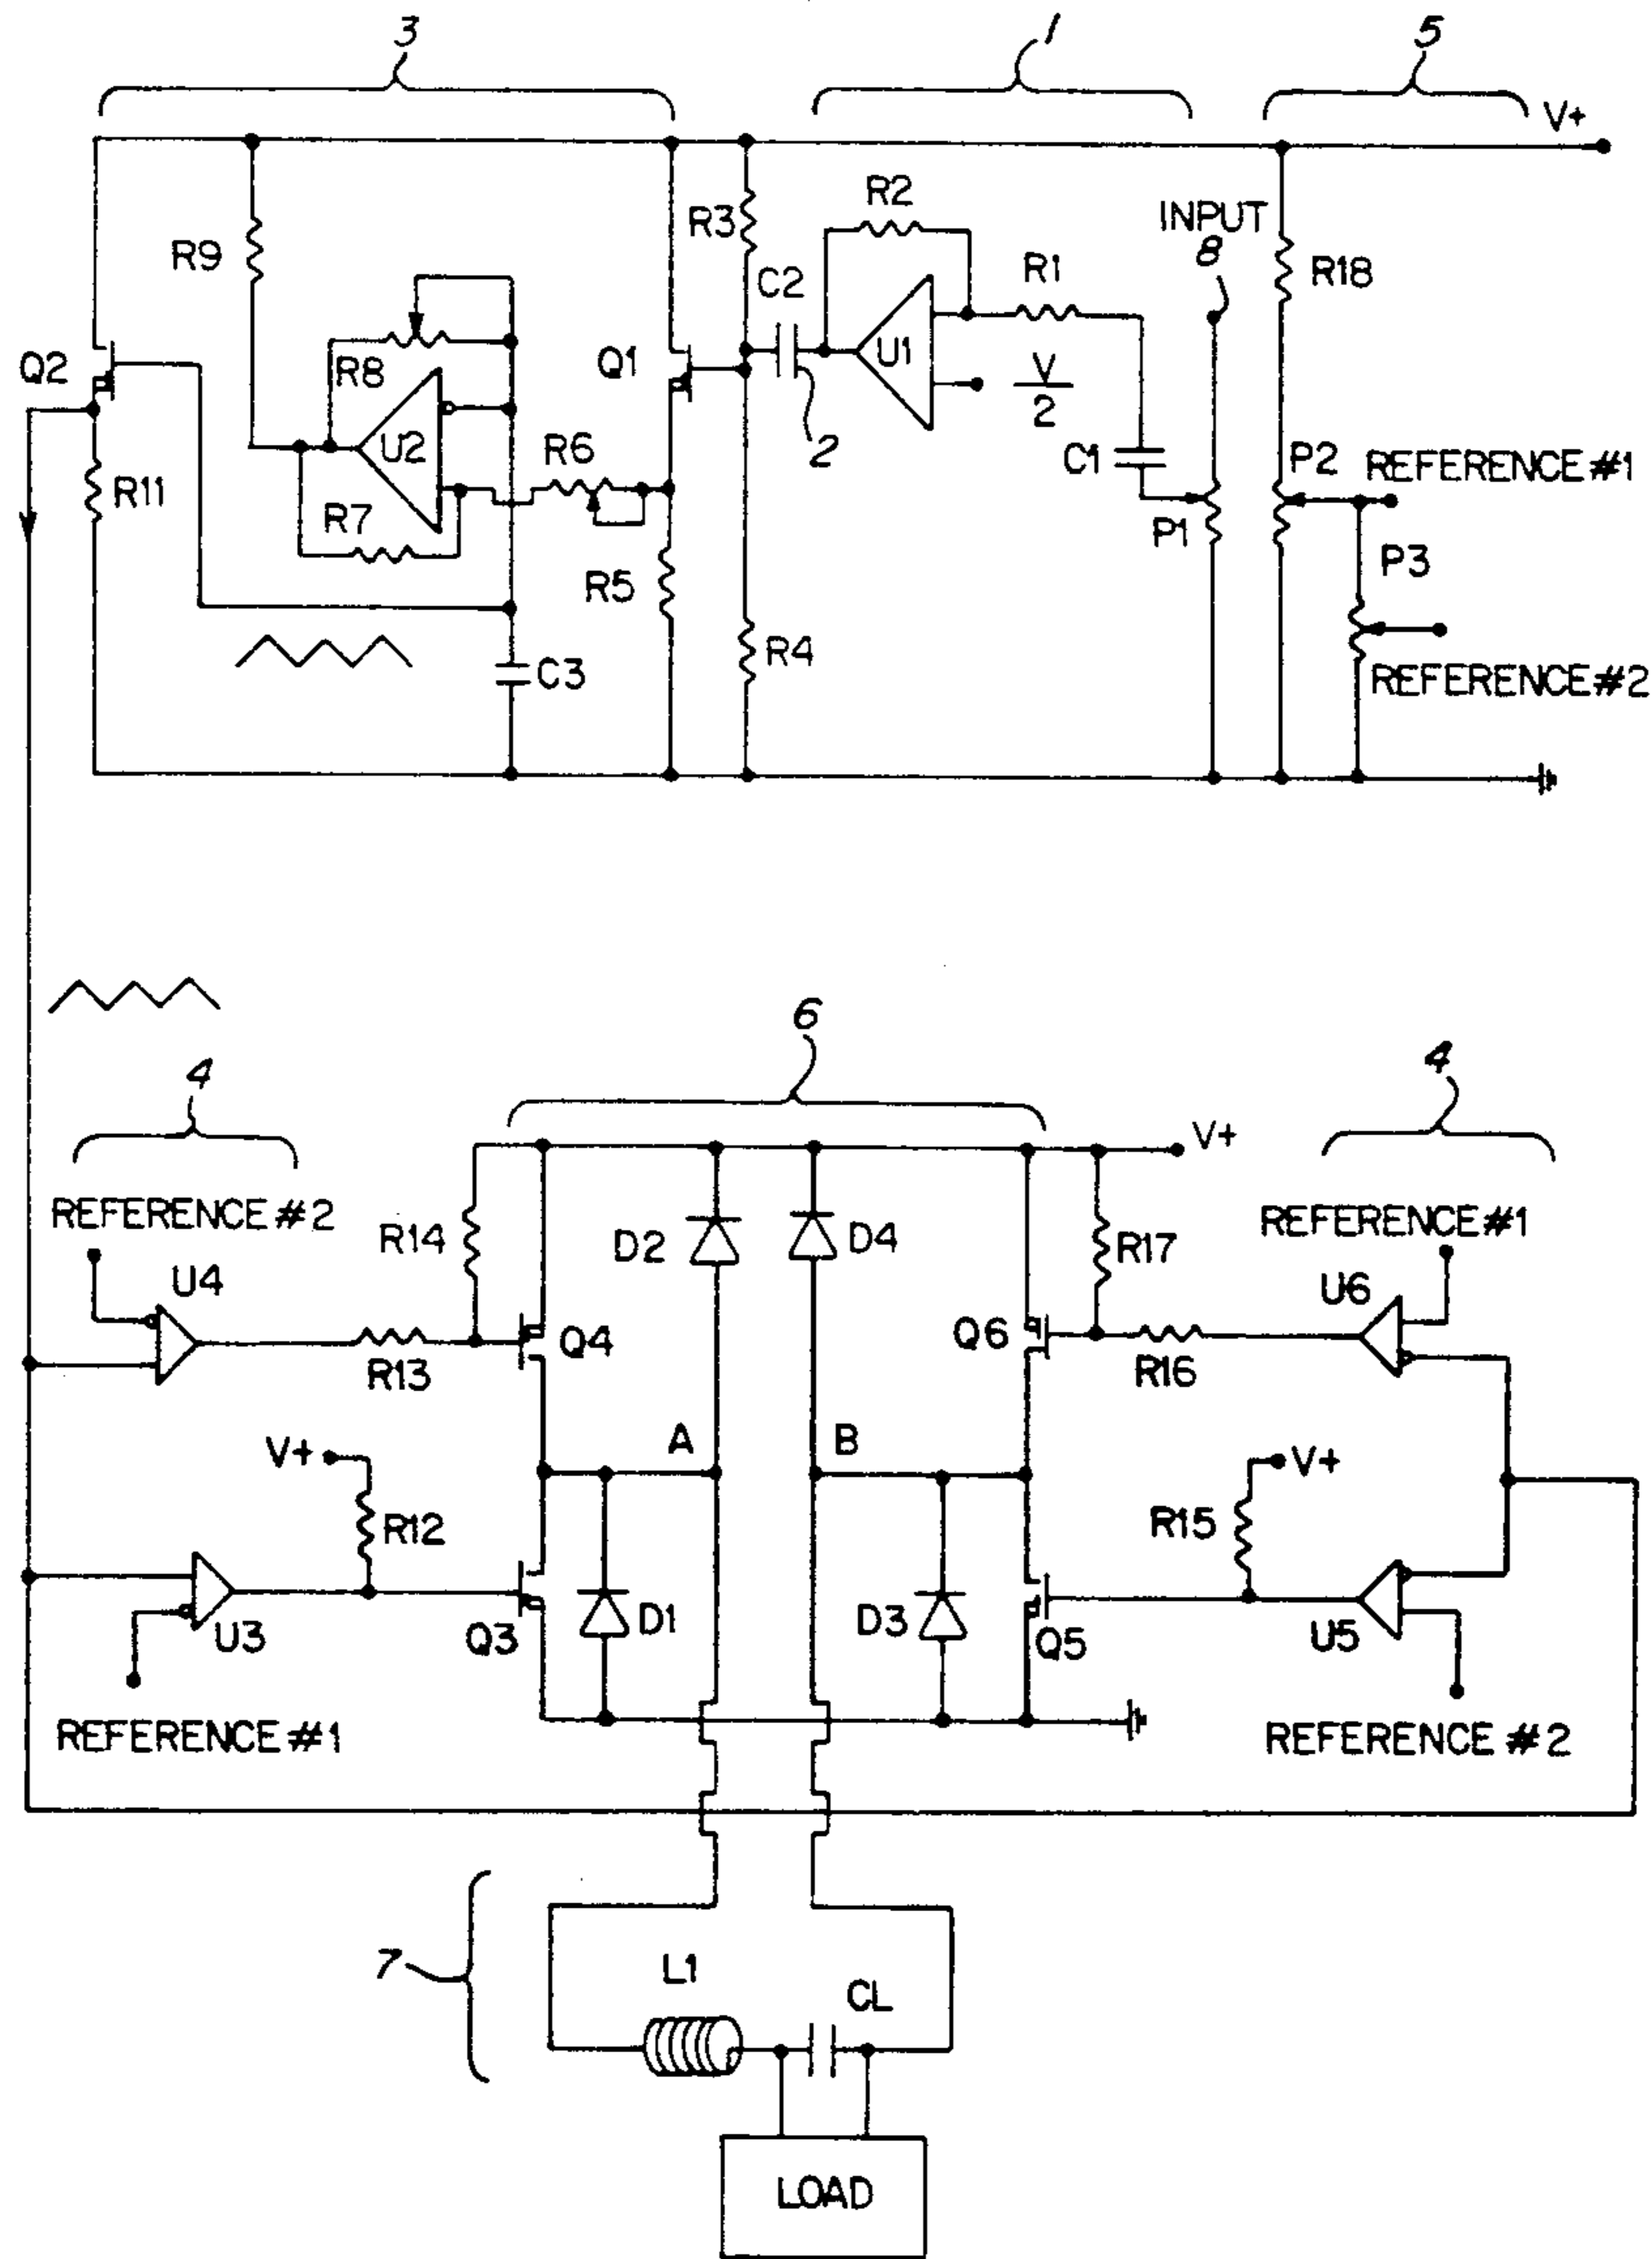 3
1
5
V+
R2
R3
INPUT
8
R9
C2
R1
R18
Q2
R8
Q1
U1
V
2
U2
R6
2
C1
P2
REFERENCE #1
R11
R7
P1
P3
R5
R4
C3
REFERENCE #2
6
4
4
V+
REFERENCE #2
REFERENCE #1
R14
D2
D4
R17
U4
U6
Q4
Q6
R13
R16
A
B
V+
V+
R12
R15
U3
Q3
D1
D3
Q5
U5
REFERENCE #1
REFERENCE #2
7
L1
CL
LOAD